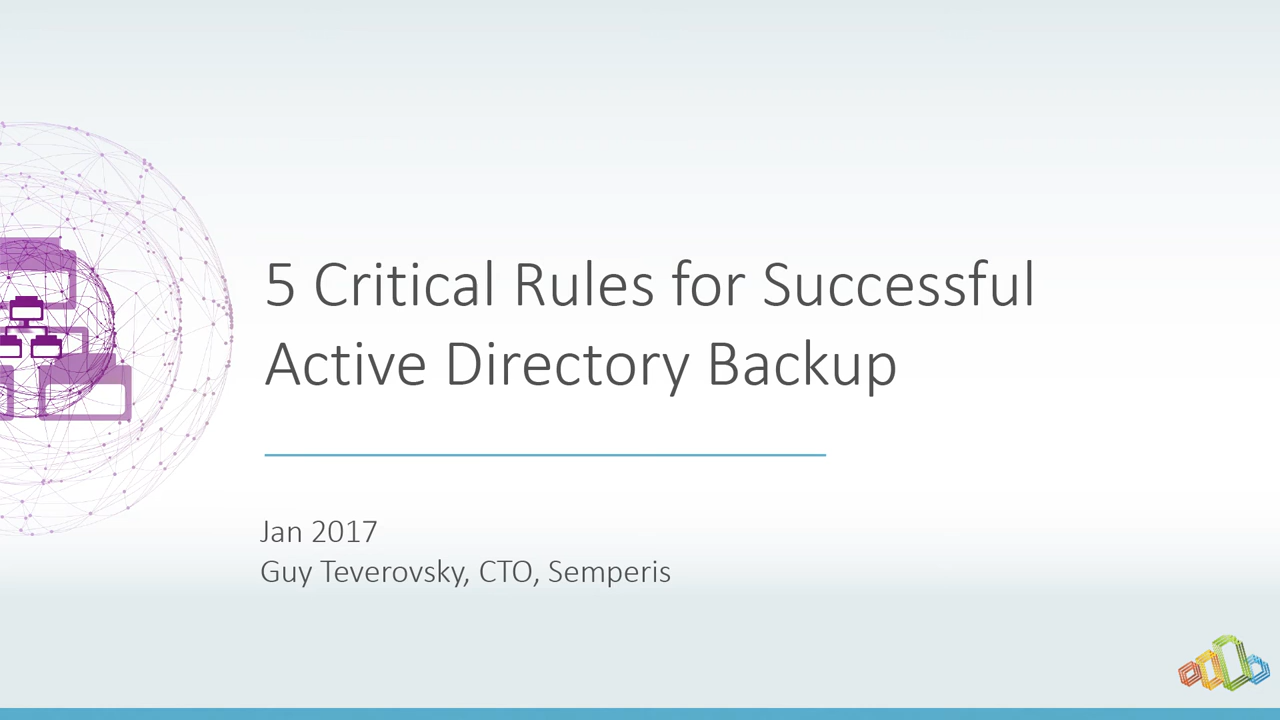 5 Critical Rules for Successful
Active Directory Backup
Jan 2017
Guy Teverovsky, CTO, Semperis